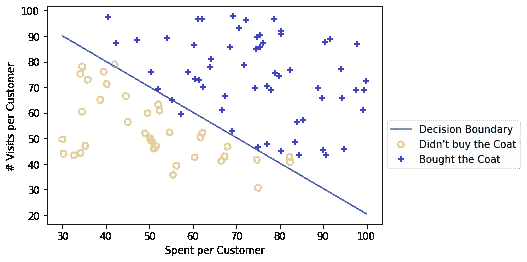 100
90
80
70
60
50
40
30
20
# Visits per Customer
30 40 50 60 70 80 90 100
Spent per Customer
Decision Boundary
Didn't buy the Coat
Bought the Coat